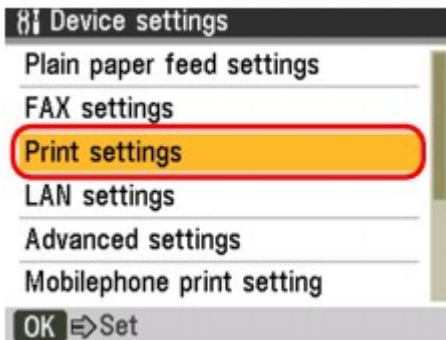 Device settings
Plain paper feed settings
FAX settings
Print settings
LAN settings
Advanced settings
Mobilephone print setting
OK ⇨Set